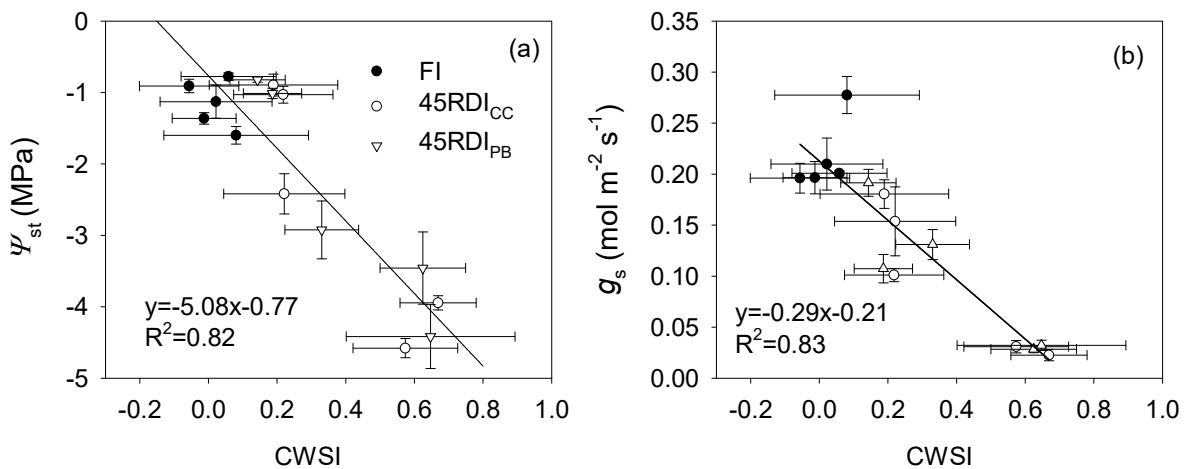 (a)
FI
45RDI_CC
45RDI_PB
0
-1
-2
-3
-4
-5
Ψ_st (MPa)
y=-5.08x-0.77
R²=0.82
-0.2 0.0 0.2 0.4 0.6 0.8 1.0
CWSI
(b)
0.35
0.30
0.25
0.20
0.15
0.10
0.05
0.00
g_s (mol m⁻² s⁻¹)
y=-0.29x-0.21
R²=0.83
-0.2 0.0 0.2 0.4 0.6 0.8 1.0
CWSI